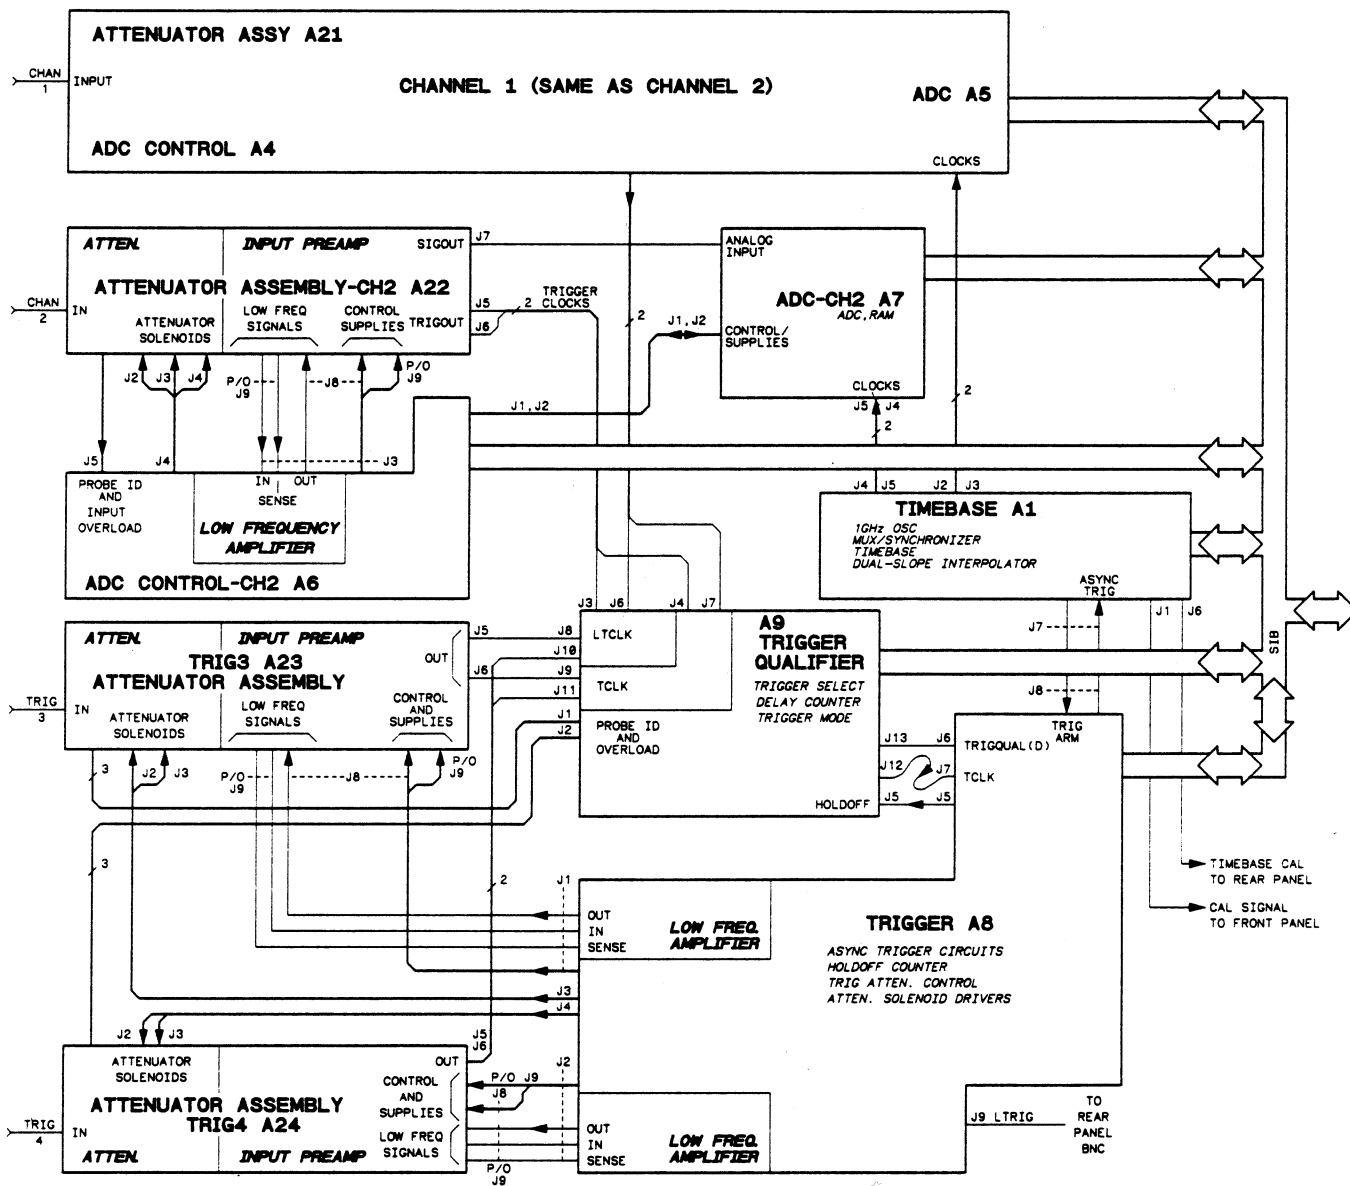 ATTENUATOR ASSY A21
CHAN
1
INPUT
CHANNEL 1 (SAME AS CHANNEL 2)
ADC A5
ADC CONTROL A4
CLOCKS
ATTEN.
INPUT PREAMP
SIGOUT
J7
ATTENUATOR ASSEMBLY-CH2 A22
CHAN
2
IN
ATTENUATOR
SOLENOIDS
LOW FREQ
SIGNALS
CONTROL
SUPPLIES
TRIGOUT
J5
J6
2
TRIGGER
CLOCKS
2
J1,J2
ANALOG
INPUT
ADC-CH2 A7
ADC,RAM
CONTROL/
SUPPLIES
CLOCKS
J5
J4
2
2
J2
J3
J4
P/O
J9
J8
P/O
J9
J1,J2
J5
J4
J3
IN
OUT
SENSE
PROBE ID
AND
INPUT
OVERLOAD
LOW FREQUENCY
AMPLIFIER
ADC CONTROL-CH2 A6
J4
J5
J2
J3
TIMEBASE A1
1GHz OSC
MUX/SYNCHRONIZER
TIMEBASE
DUAL-SLOPE INTERPOLATOR
ASYNC
TRIG
J7
J1
J6
J8
SIB
ATTEN.
INPUT PREAMP
TRIG3 A23
ATTENUATOR ASSEMBLY
TRIG
3
IN
ATTENUATOR
SOLENOIDS
LOW FREQ
SIGNALS
CONTROL
AND
SUPPLIES
OUT
J5
J6
J3
J6
J4
J7
J8
J10
J9
J11
J1
J2
LTCLK
TCLK
PROBE ID
AND
OVERLOAD
A9
TRIGGER
QUALIFIER
TRIGGER SELECT
DELAY COUNTER
TRIGGER MODE
HOLDOFF
J13
J12
J5
J6
J7
J5
TRIG
ARM
TRIGQUAL(D)
TCLK
3
J2
J3
P/O
J9
J8
P/O
J9
3
2
TIMEBASE CAL
TO REAR PANEL
CAL SIGNAL
TO FRONT PANEL
J1
OUT
IN
SENSE
LOW FREQ.
AMPLIFIER
TRIGGER A8
ASYNC TRIGGER CIRCUITS
HOLDOFF COUNTER
TRIG ATTEN. CONTROL
ATTEN. SOLENOID DRIVERS
J3
J4
J2
J3
J5
J6
J2
ATTENUATOR
SOLENOIDS
OUT
CONTROL
AND
SUPPLIES
P/O
J9
J8
ATTENUATOR ASSEMBLY
TRIG4 A24
TRIG
4
IN
ATTEN.
INPUT PREAMP
LOW FREQ
SIGNALS
P/O
J9
OUT
IN
SENSE
LOW FREQ.
AMPLIFIER
J9 LTRIG
TO
REAR
PANEL
BNC